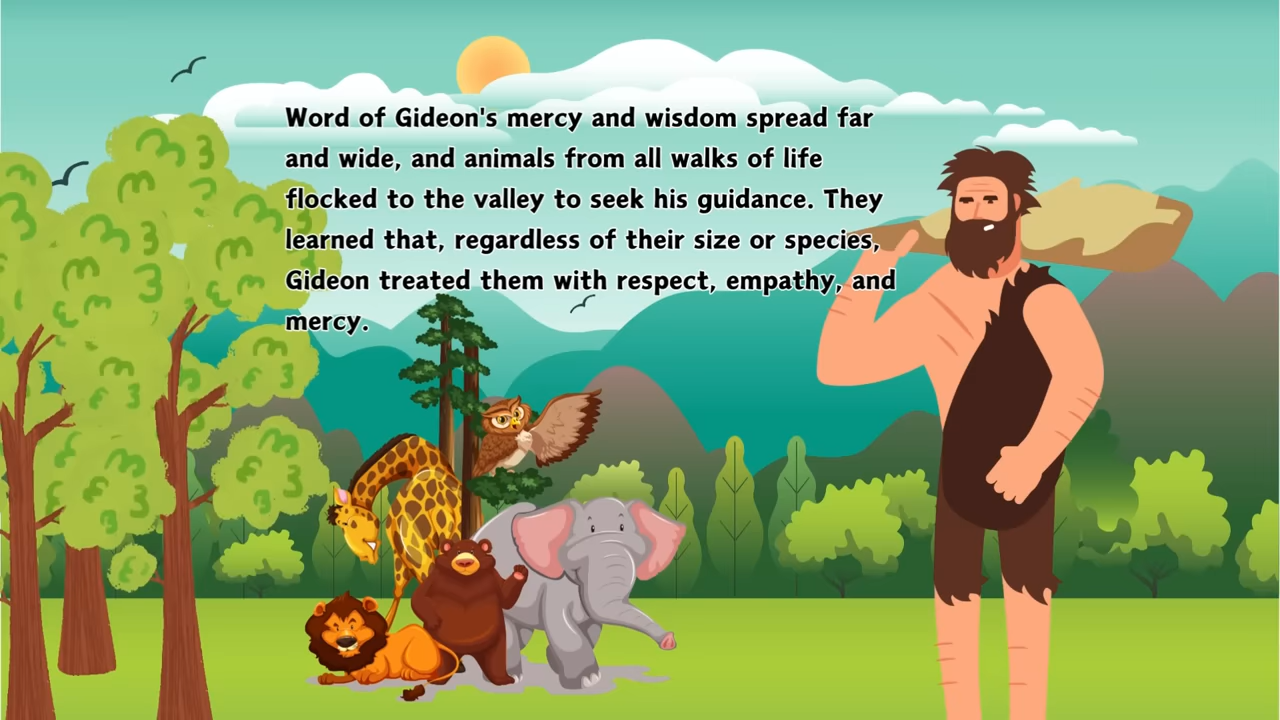 Word of Gideon's mercy and wisdom spread far
and wide, and animals from all walks of life
flocked to the valley to seek his guidance. They
learned that, regardless of their size or species,
Gideon treated them with respect, empathy, and
mercy.